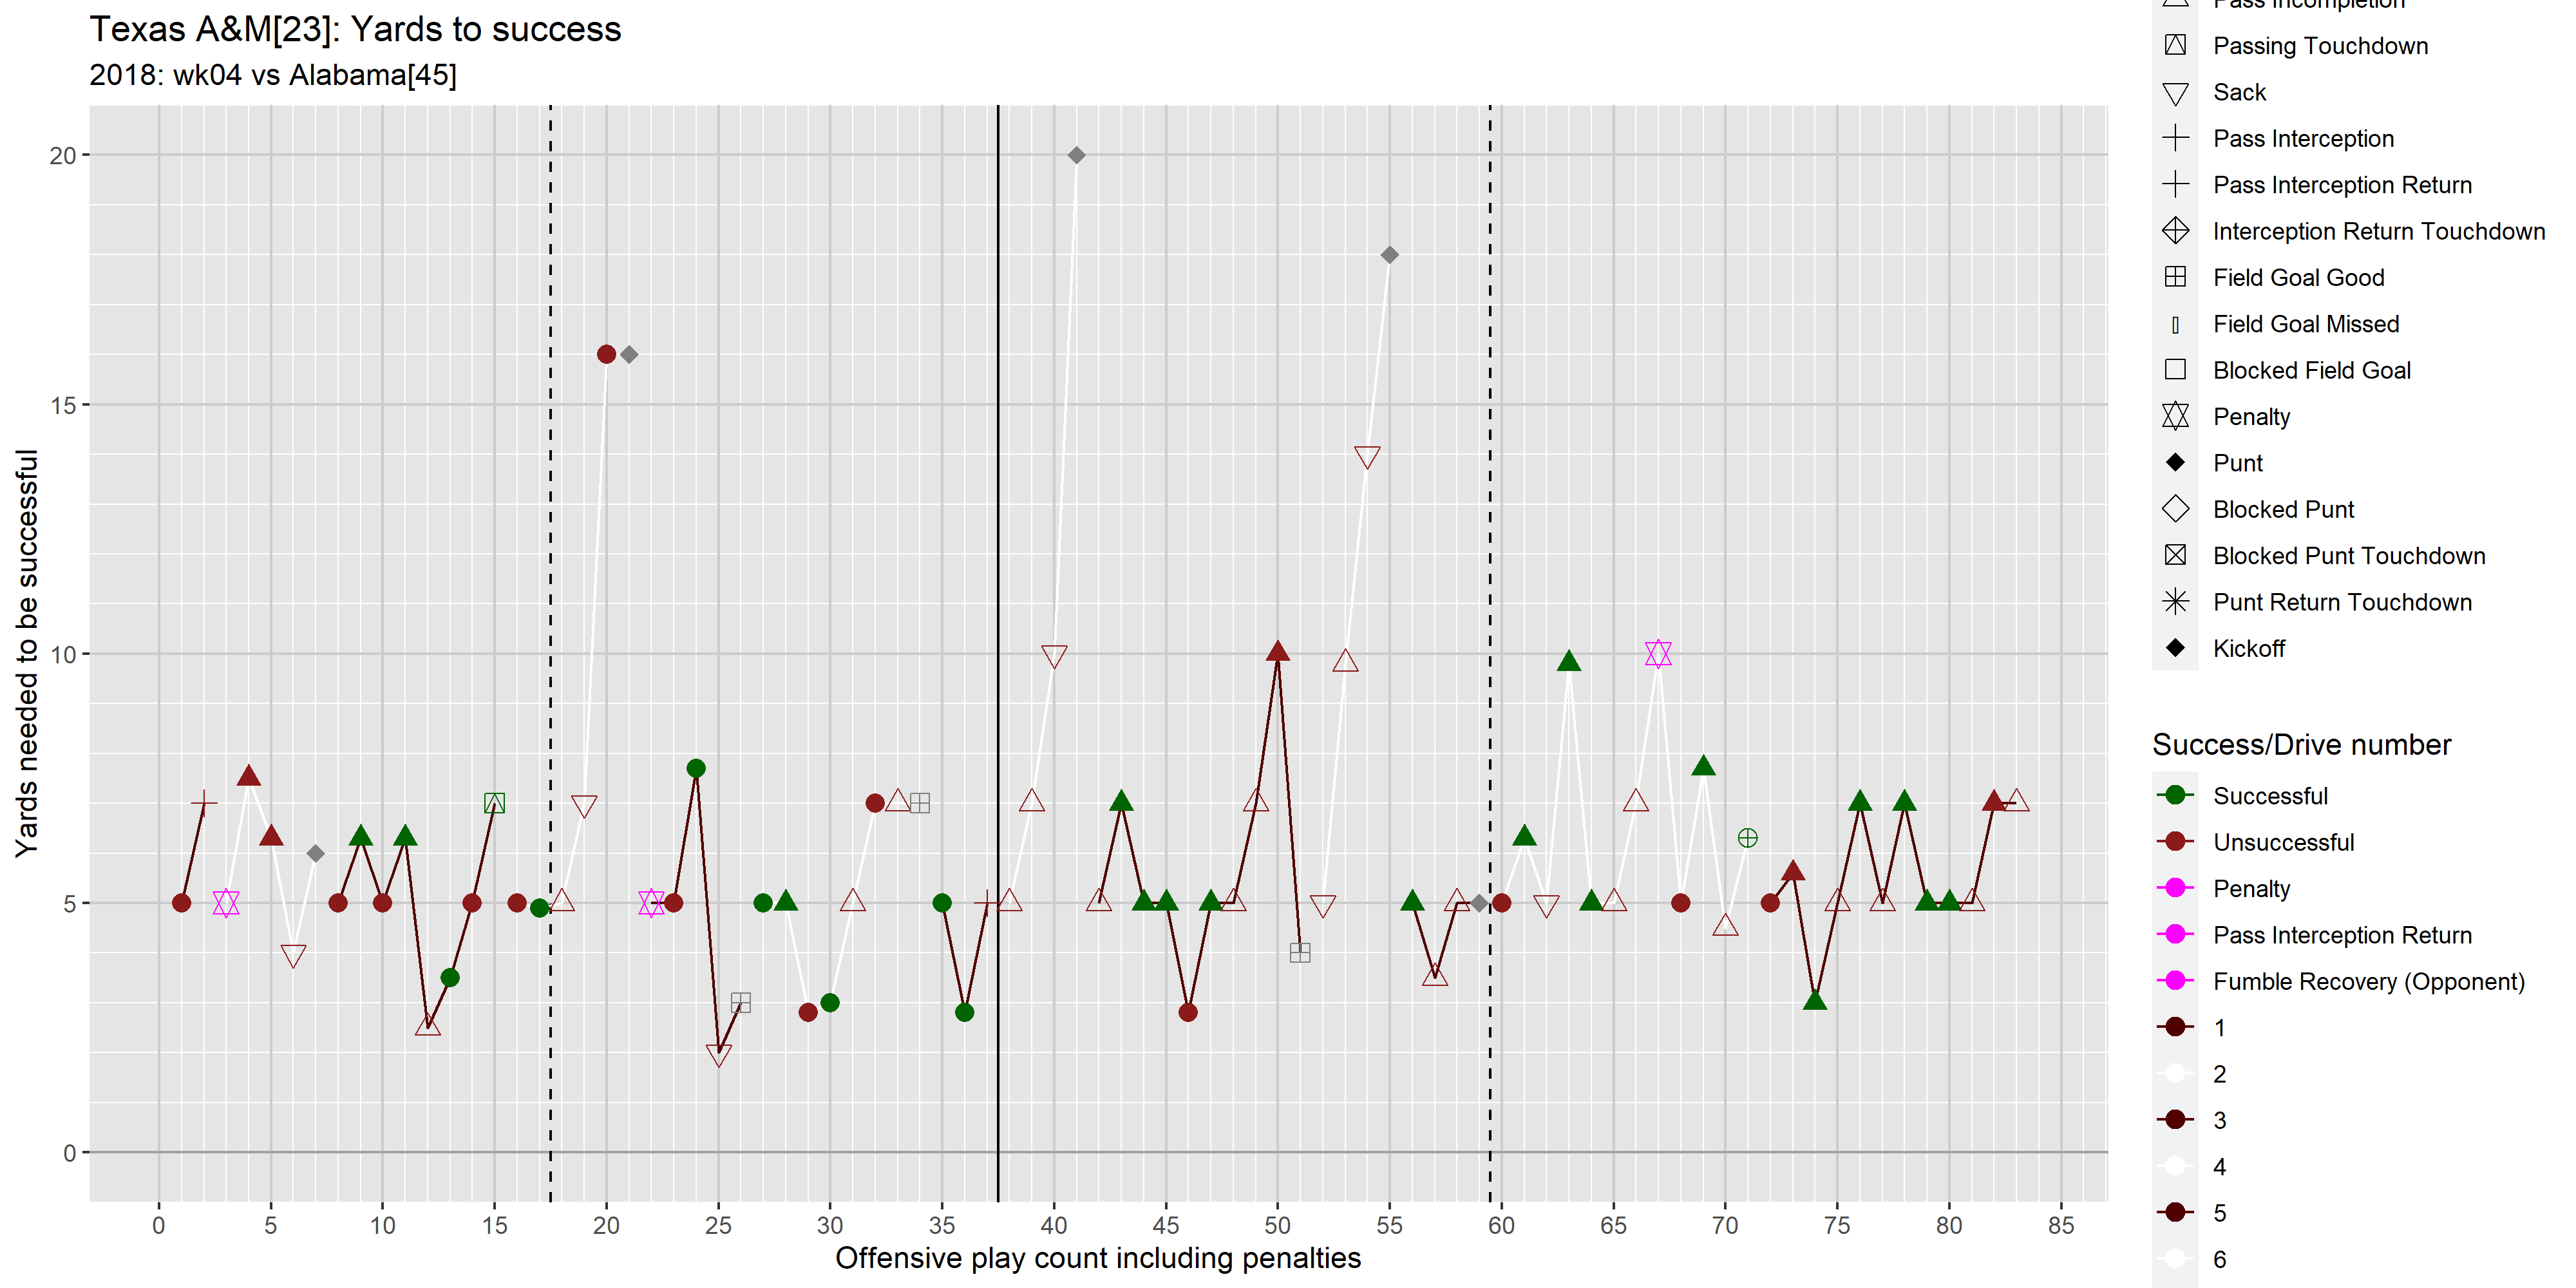 Texas A&M[23]: Yards to success
2018: wk04 vs Alabama[45]
Yards needed to be successful
20
15
10
5
0
0 5 10 15 20 25 30 35 40 45 50 55 60 65 70 75 80 85
Offensive play count including penalties
Pass Incompletion
Passing Touchdown
Sack
Pass Interception
Pass Interception Return
Interception Return Touchdown
Field Goal Good
Field Goal Missed
Blocked Field Goal
Penalty
Punt
Blocked Punt
Blocked Punt Touchdown
Punt Return Touchdown
Kickoff
Success/Drive number
Successful
Unsuccessful
Penalty
Pass Interception Return
Fumble Recovery (Opponent)
1
2
3
4
5
6